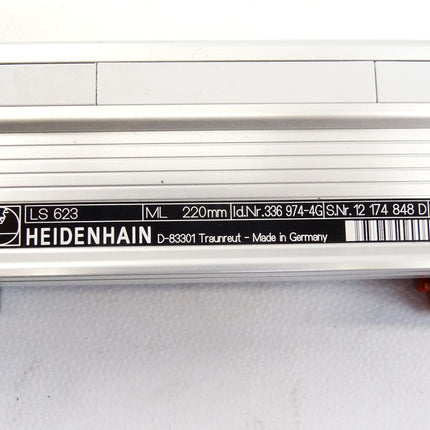 LS 623 ML 220mm Id.Nr.336 974-4G S.Nr. 12 174 848 D
HEIDENHAIN D-83301 Traunreut - Made in Germany